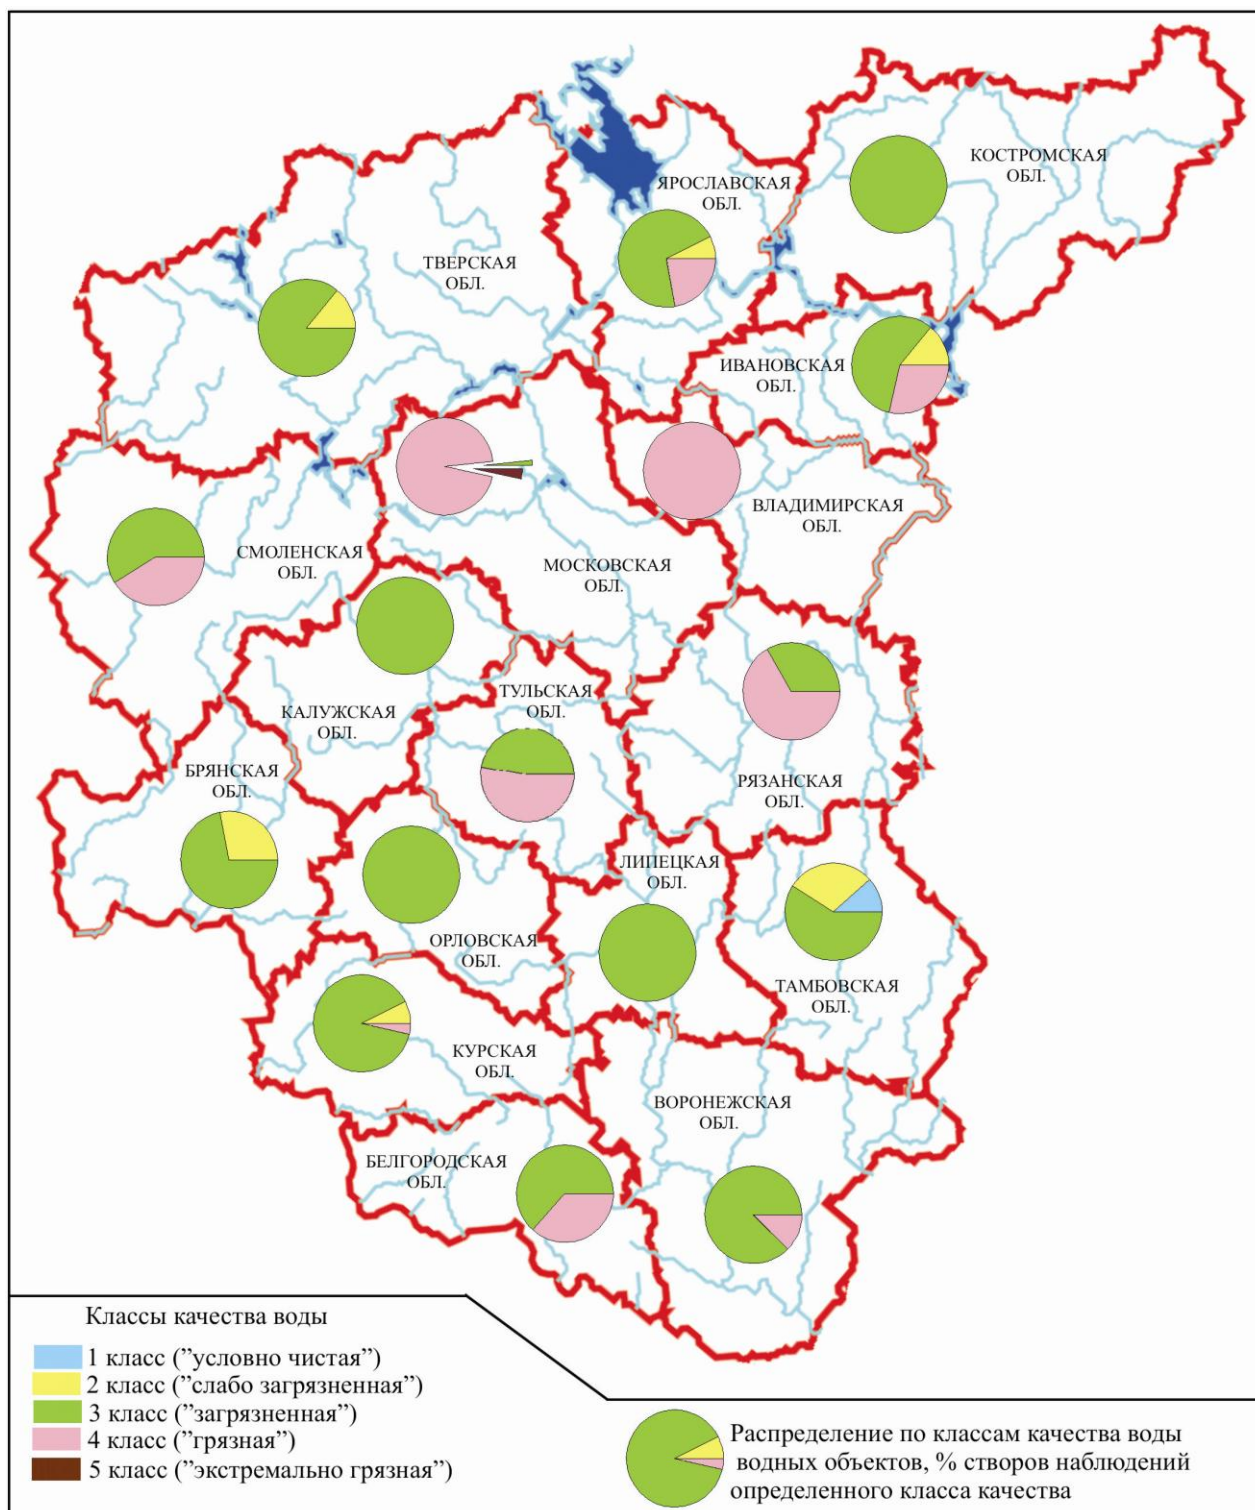 КОСТРОМСКАЯ
ОБЛ.
ЯРОСЛАВСКАЯ
ОБЛ.
ТВЕРСКАЯ
ОБЛ.
ИВАНОВСКАЯ
ОБЛ.
ВЛАДИМИРСКАЯ
ОБЛ.
СМОЛЕНСКАЯ
ОБЛ.
МОСКОВСКАЯ
ОБЛ.
КАЛУЖСКАЯ
ОБЛ.
ТУЛЬСКАЯ
ОБЛ.
РЯЗАНСКАЯ
ОБЛ.
БРЯНСКАЯ
ОБЛ.
ЛИПЕЦКАЯ
ОБЛ.
ОРЛОВСКАЯ
ОБЛ.
ТАМБОВСКАЯ
ОБЛ.
КУРСКАЯ
ОБЛ.
ВОРОНЕЖСКАЯ
ОБЛ.
БЕЛГОРОДСКАЯ
ОБЛ.
Классы качества воды
1 класс (”условно чистая”)
2 класс (”слабо загрязненная”)
3 класс (”загрязненная”)
4 класс (”грязная”)
5 класс (”экстремально грязная”)
Распределение по классам качества воды
водных объектов, % створов наблюдений
определенного класса качества